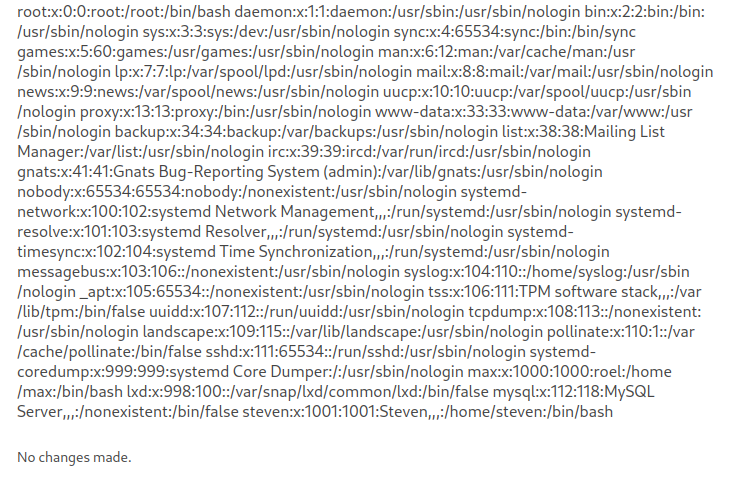 root:x:0:0:root:/root:/bin/bash daemon:x:1:1:daemon:/usr/sbin:/usr/sbin/nologin bin:x:2:2:bin:/bin:
/usr/sbin/nologin sys:x:3:3:sys:/dev:/usr/sbin/nologin sync:x:4:65534:sync:/bin:/bin/sync
games:x:5:60:games:/usr/games:/usr/sbin/nologin man:x:6:12:man:/var/cache/man:/usr
/sbin/nologin lp:x:7:7:lp:/var/spool/lpd:/usr/sbin/nologin mail:x:8:8:mail:/var/mail:/usr/sbin/nologin
news:x:9:9:news:/var/spool/news:/usr/sbin/nologin uucp:x:10:10:uucp:/var/spool/uucp:/usr/sbin
/nologin proxy:x:13:13:proxy:/bin:/usr/sbin/nologin www-data:x:33:33:www-data:/var/www:/usr
/sbin/nologin backup:x:34:34:backup:/var/backups:/usr/sbin/nologin list:x:38:38:Mailing List
Manager:/var/list:/usr/sbin/nologin irc:x:39:39:ircd:/var/run/ircd:/usr/sbin/nologin
gnats:x:41:41:Gnats Bug-Reporting System (admin):/var/lib/gnats:/usr/sbin/nologin
nobody:x:65534:65534:nobody:/nonexistent:/usr/sbin/nologin systemd-
network:x:100:102:systemd Network Management,,,:/run/systemd:/usr/sbin/nologin systemd-
resolve:x:101:103:systemd Resolver,,,:/run/systemd:/usr/sbin/nologin systemd-
timesync:x:102:104:systemd Time Synchronization,,,:/run/systemd:/usr/sbin/nologin
messagebus:x:103:106::/nonexistent:/usr/sbin/nologin syslog:x:104:110::/home/syslog:/usr/sbin
/nologin _apt:x:105:65534::/nonexistent:/usr/sbin/nologin tss:x:106:111:TPM software stack,,,:/var
/lib/tpm:/bin/false uuidd:x:107:112::/run/uuidd:/usr/sbin/nologin tcpdump:x:108:113::/nonexistent:
/usr/sbin/nologin landscape:x:109:115::/var/lib/landscape:/usr/sbin/nologin pollinate:x:110:1::/var
/cache/pollinate:/bin/false sshd:x:111:65534::/run/sshd:/usr/sbin/nologin systemd-
coredump:x:999:999:systemd Core Dumper:/:/usr/sbin/nologin max:x:1000:1000:roel:/home
/max:/bin/bash lxd:x:998:100::/var/snap/lxd/common/lxd:/bin/false mysql:x:112:118:MySQL
Server,,,:/nonexistent:/bin/false steven:x:1001:1001:Steven,,,:/home/steven:/bin/bash
No changes made.